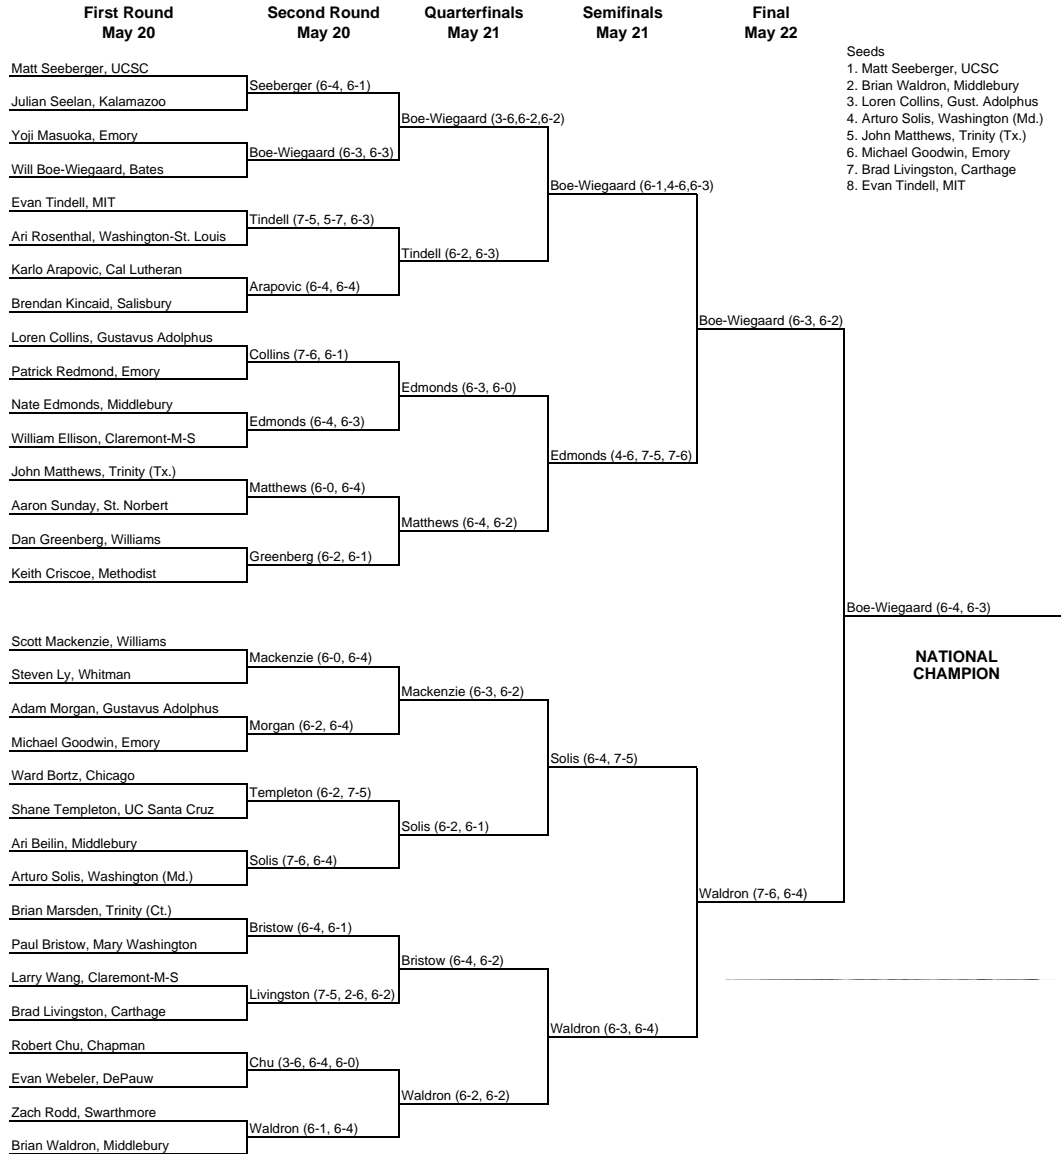 First Round
May 20
Second Round
May 20
Quarterfinals
May 21
Semifinals
May 21
Final
May 22
Seeds
1. Matt Seeberger, UCSC
2. Brian Waldron, Middlebury
3. Loren Collins, Gust. Adolphus
4. Arturo Solis, Washington (Md.)
5. John Matthews, Trinity (Tx.)
6. Michael Goodwin, Emory
7. Brad Livingston, Carthage
8. Evan Tindell, MIT
Matt Seeberger, UCSC
Seeberger (6-4, 6-1)
Julian Seelan, Kalamazoo
Boe-Wiegaard (3-6,6-2,6-2)
Yoji Masuoka, Emory
Boe-Wiegaard (6-3, 6-3)
Will Boe-Wiegaard, Bates
Boe-Wiegaard (6-1,4-6,6-3)
Evan Tindell, MIT
Tindell (7-5, 5-7, 6-3)
Ari Rosenthal, Washington-St. Louis
Tindell (6-2, 6-3)
Karlo Arapovic, Cal Lutheran
Arapovic (6-4, 6-4)
Brendan Kincaid, Salisbury
Boe-Wiegaard (6-3, 6-2)
Loren Collins, Gustavus Adolphus
Collins (7-6, 6-1)
Patrick Redmond, Emory
Edmonds (6-3, 6-0)
Nate Edmonds, Middlebury
Edmonds (6-4, 6-3)
William Ellison, Claremont-M-S
Edmonds (4-6, 7-5, 7-6)
John Matthews, Trinity (Tx.)
Matthews (6-0, 6-4)
Aaron Sunday, St. Norbert
Matthews (6-4, 6-2)
Dan Greenberg, Williams
Greenberg (6-2, 6-1)
Keith Criscoe, Methodist
Boe-Wiegaard (6-4, 6-3)
NATIONAL
CHAMPION
Scott Mackenzie, Williams
Mackenzie (6-0, 6-4)
Steven Ly, Whitman
Mackenzie (6-3, 6-2)
Adam Morgan, Gustavus Adolphus
Morgan (6-2, 6-4)
Michael Goodwin, Emory
Solis (6-4, 7-5)
Ward Bortz, Chicago
Templeton (6-2, 7-5)
Shane Templeton, UC Santa Cruz
Solis (6-2, 6-1)
Ari Beilin, Middlebury
Solis (7-6, 6-4)
Arturo Solis, Washington (Md.)
Waldron (7-6, 6-4)
Brian Marsden, Trinity (Ct.)
Bristow (6-4, 6-1)
Paul Bristow, Mary Washington
Bristow (6-4, 6-2)
Larry Wang, Claremont-M-S
Livingston (7-5, 2-6, 6-2)
Brad Livingston, Carthage
Waldron (6-3, 6-4)
Robert Chu, Chapman
Chu (3-6, 6-4, 6-0)
Evan Webeler, DePauw
Waldron (6-2, 6-2)
Zach Rodd, Swarthmore
Waldron (6-1, 6-4)
Brian Waldron, Middlebury